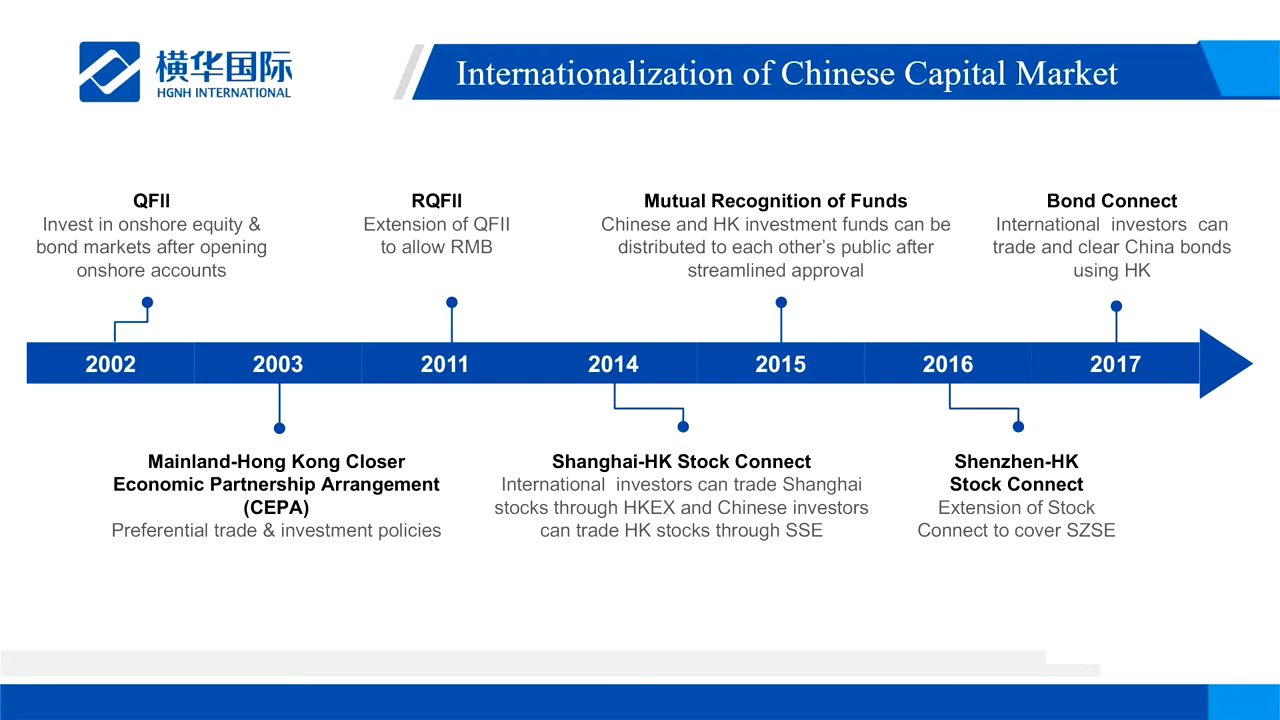 横华国际
HGNH INTERNATIONAL
Internationalization of Chinese Capital Market
QFII
Invest in onshore equity &
bond markets after opening
onshore accounts
RQFII
Extension of QFII
to allow RMB
Mutual Recognition of Funds
Chinese and HK investment funds can be
distributed to each other’s public after
streamlined approval
Bond Connect
International investors can
trade and clear China bonds
using HK
2002 2003 2011 2014 2015 2016 2017
Mainland-Hong Kong Closer
Economic Partnership Arrangement
(CEPA)
Preferential trade & investment policies
Shanghai-HK Stock Connect
International investors can trade Shanghai
stocks through HKEX and Chinese investors
can trade HK stocks through SSE
Shenzhen-HK
Stock Connect
Extension of Stock
Connect to cover SZSE